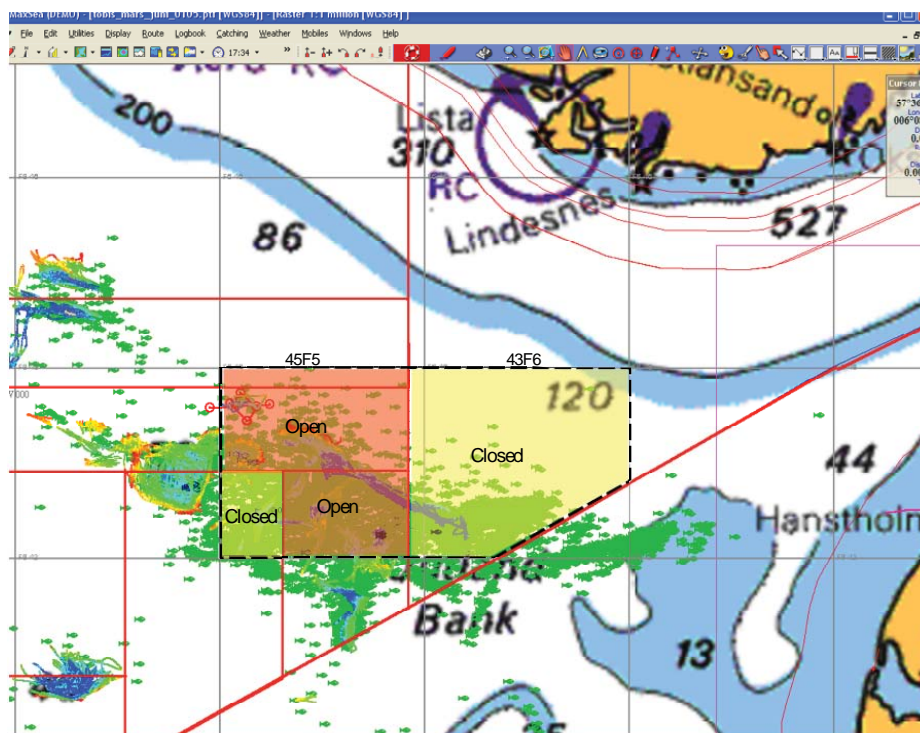 MaxSea (DEMO) - [tobis_mars_juni_0105.ptf [WGS84]] - [Raster 1:1 million [WGS84] ]
File Edit Utilities Display Route Logbook Catching Weather Mobiles Windows Help
17:34
Cursor
200
Lista
310
RC
Lindesnes
86
527
45F5
43F6
120
Open
Closed
Closed
Open
44
Hanstholm
Bank
13